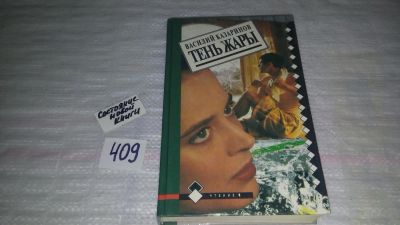 ВАСИЛИЙ КАЗАРИНОВ
ТЕНЬ ЖАРЫ
Состояние
новой
книги
409